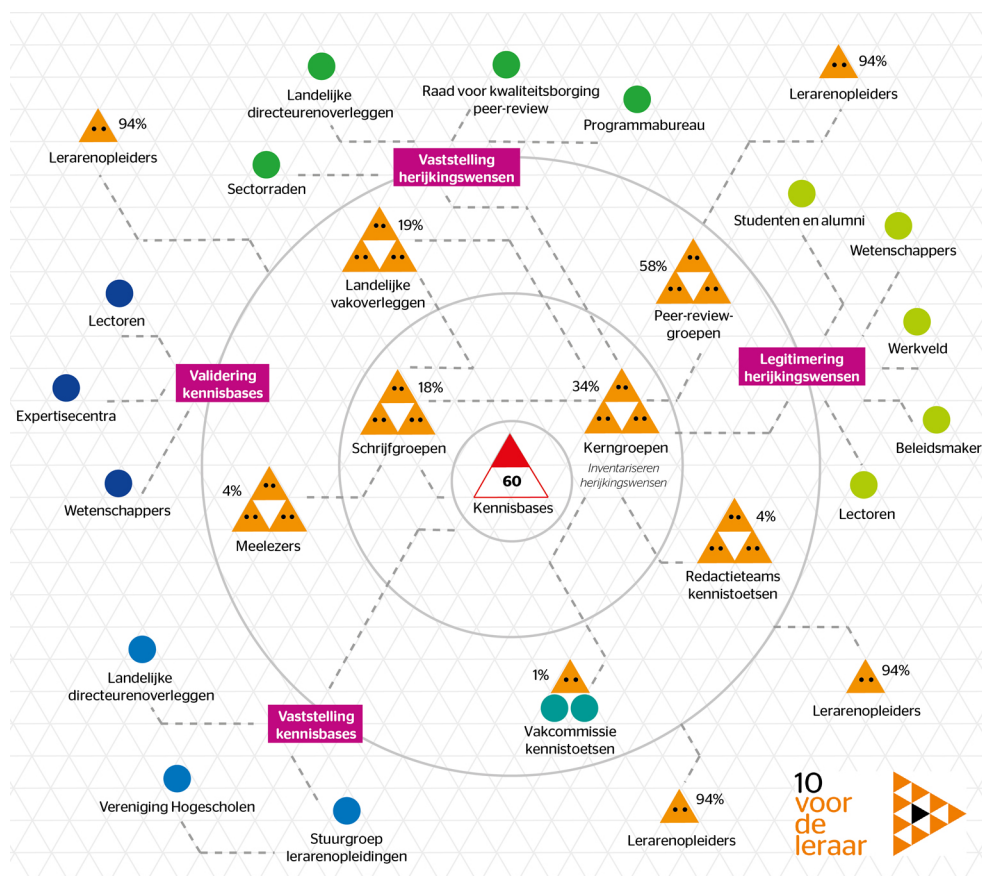 94%
Lerarenopleiders
Landelijke
directeurenoverleggen
Raad voor kwaliteitsborging
peer-review
Programmabureau
94%
Lerarenopleiders
Sectorraden
Vaststelling
herijkingswensen
Studenten en alumni
Wetenschappers
19%
Landelijke
vakoverleggen
58%
Peer-review-
groepen
Lectoren
Werkveld
Validering
kennisbases
Legitimering
herijkingswensen
Expertisecentra
18%
Schrijfgroepen
34%
Kerngroepen
Inventariseren
herijkingswensen
Beleidsmaker
60
Kennisbases
Wetenschappers
4%
Meelezers
Lectoren
4%
Redactieteams
kennistoetsen
Landelijke
directeurenoverleggen
1%
Vakcommissie
kennistoetsen
94%
Lerarenopleiders
Vaststelling
kennisbases
Vereniging Hogescholen
Stuurgroep
lerarenopleidingen
94%
Lerarenopleiders
10
voor
de
leraar